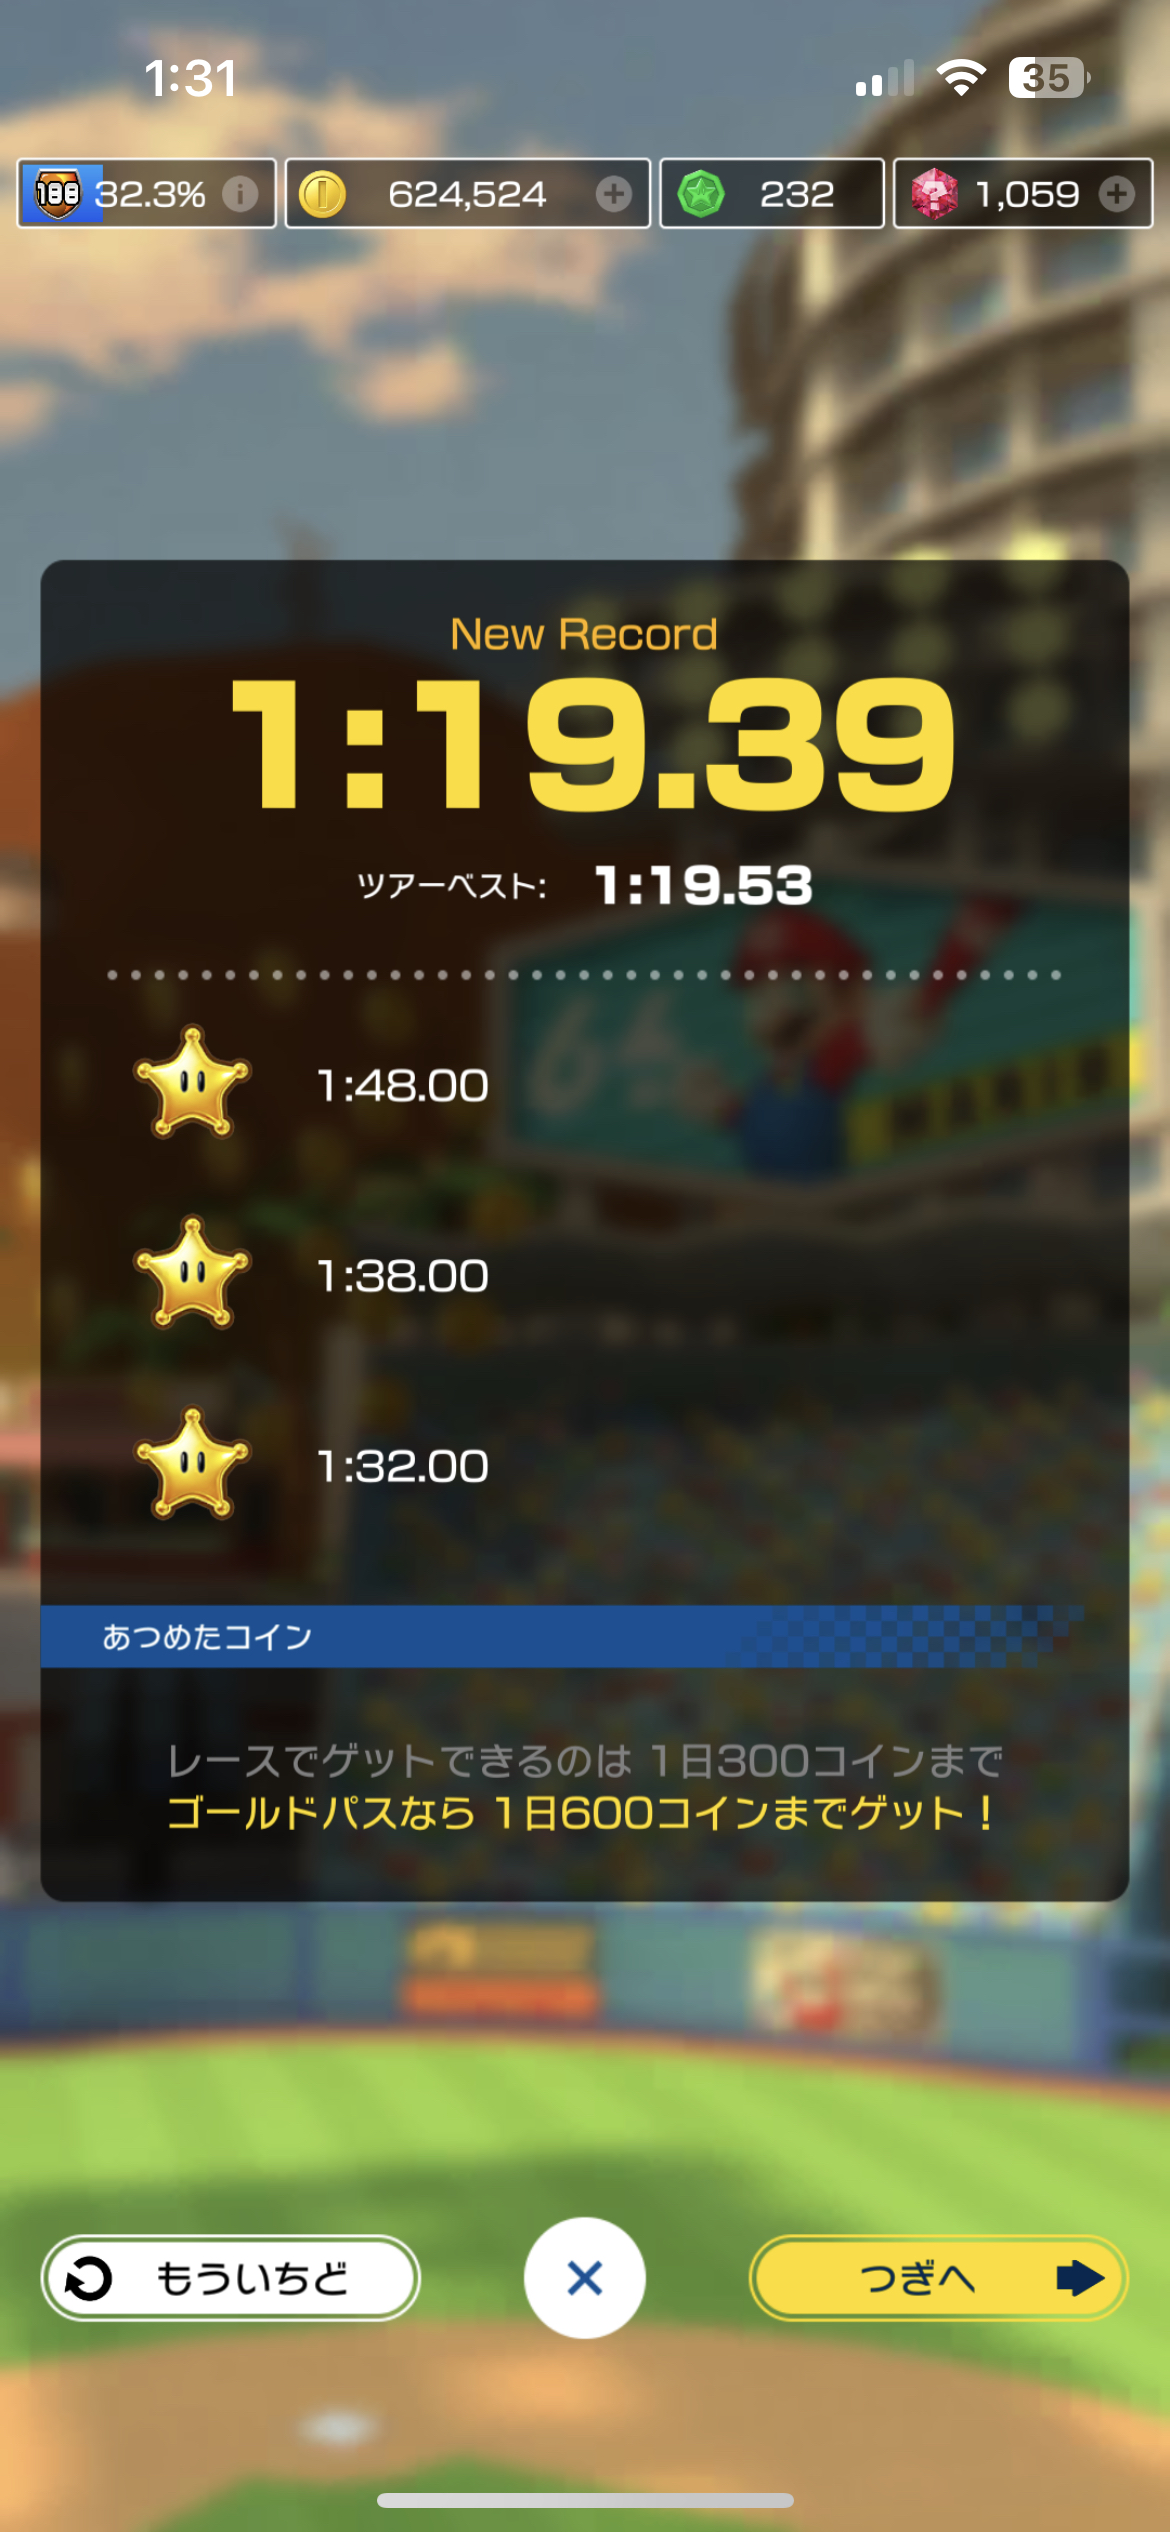 1:31
35
188 32.3%
624,524
232
1,059
New Record
1:19.39
ツアーベスト: 1:19.53
1:48.00
1:38.00
1:32.00
あつめたコイン
レースでゲットできるのは 1日300コインまで
ゴールドパスなら 1日600コインまでゲット！
もういちど
つぎへ